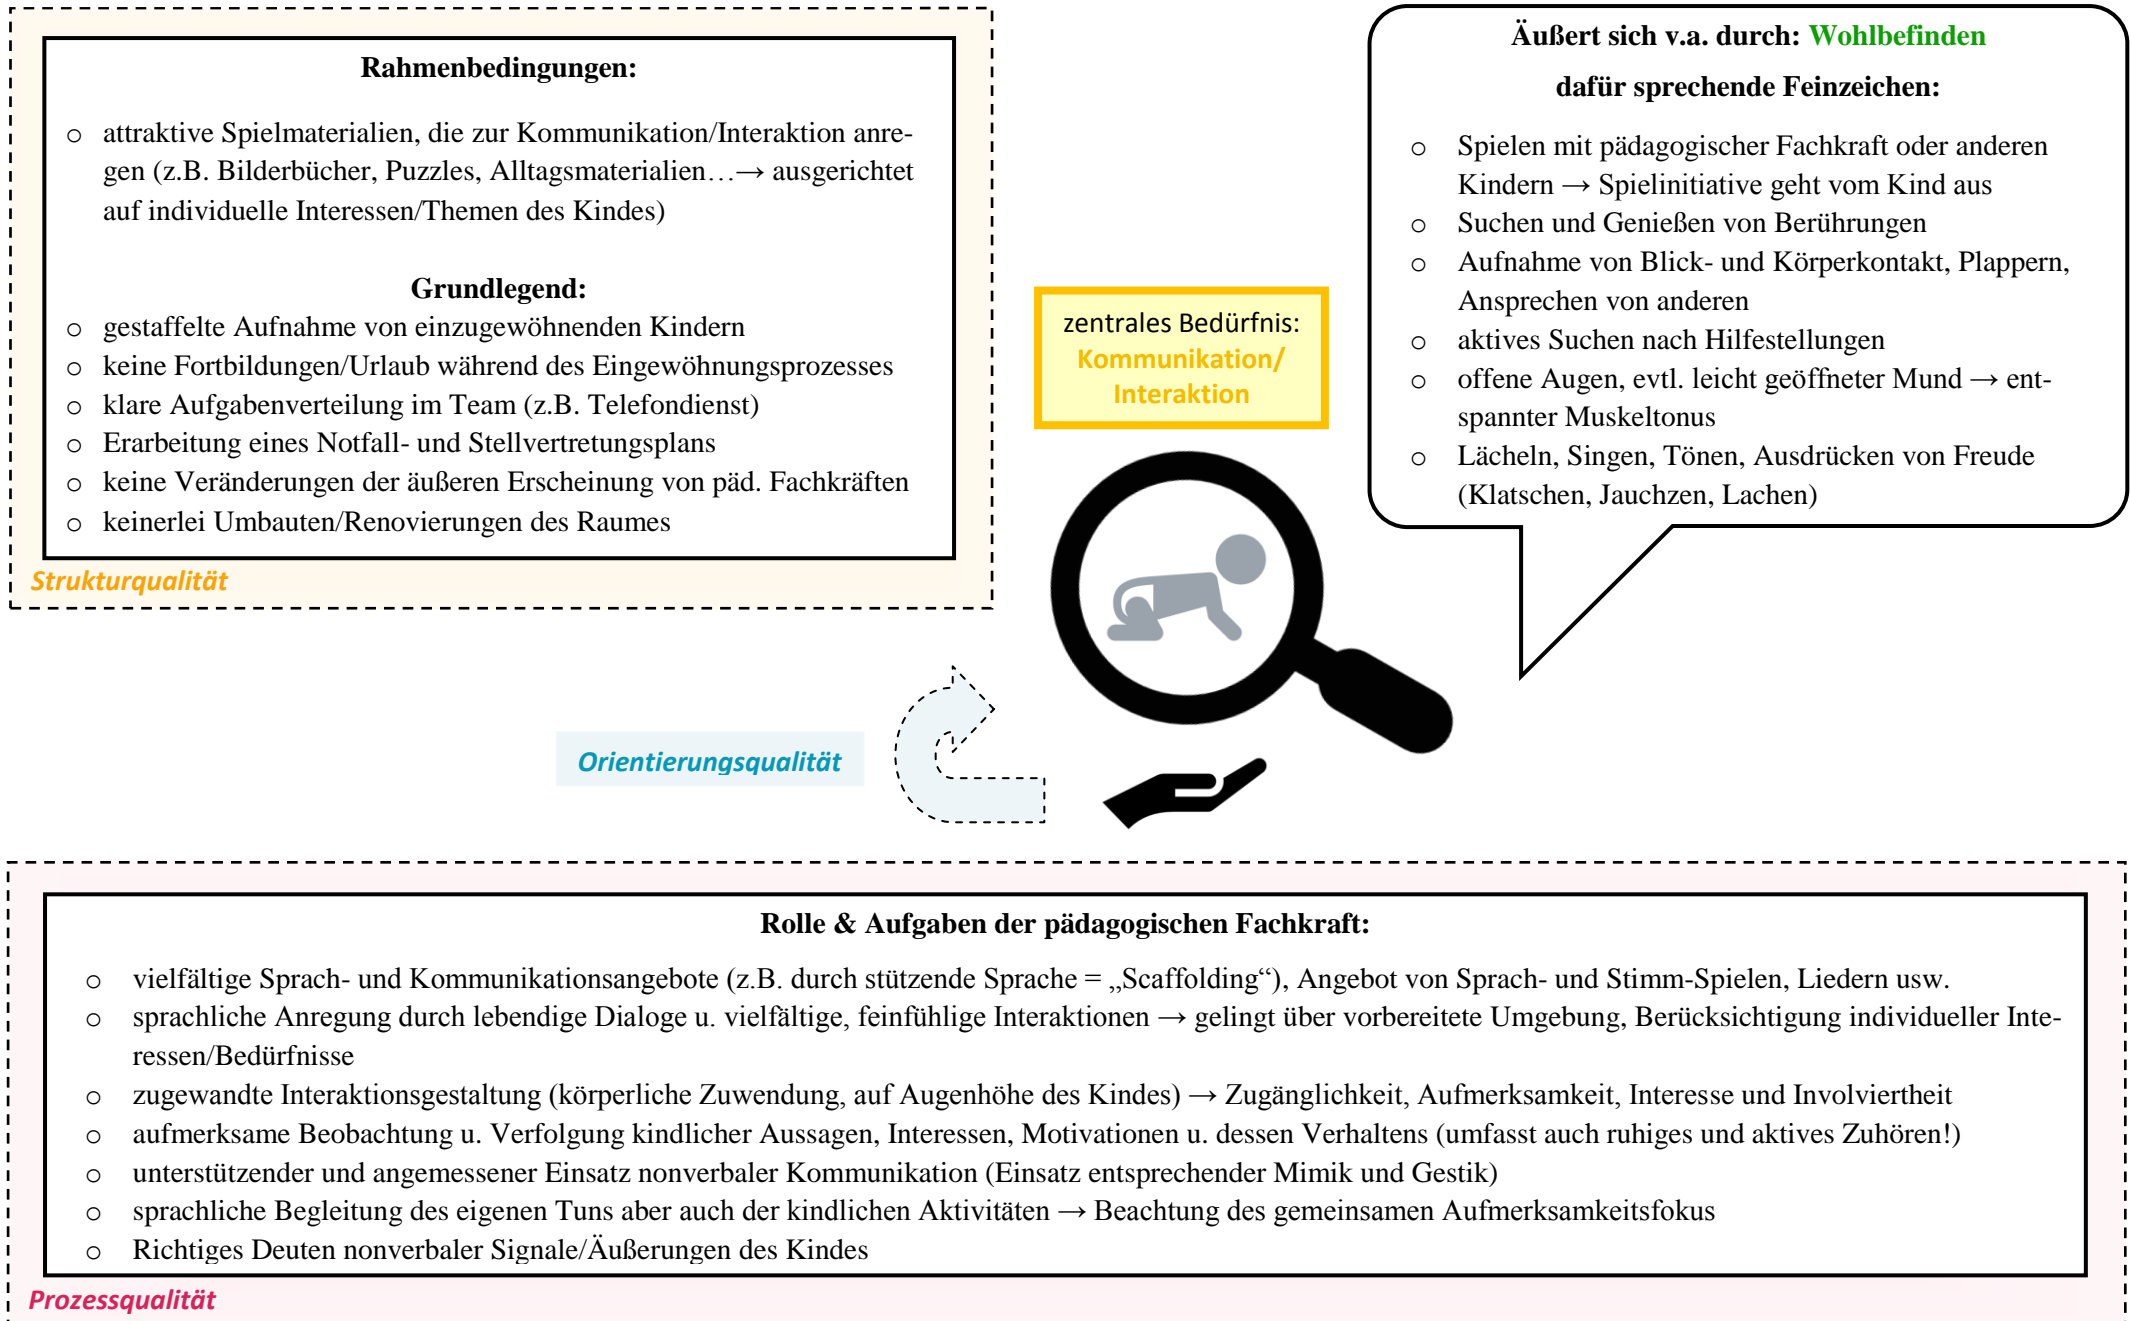 Rahmenbedingungen:
o attraktive Spielmaterialien, die zur Kommunikation/Interaktion anre-
gen (z.B. Bilderbücher, Puzzles, Alltagsmaterialien…→ ausgerichtet
auf individuelle Interessen/Themen des Kindes)
Grundlegend:
o gestaffelte Aufnahme von einzugewöhnenden Kindern
o keine Fortbildungen/Urlaub während des Eingewöhnungsprozesses
o klare Aufgabenverteilung im Team (z.B. Telefondienst)
o Erarbeitung eines Notfall- und Stellvertretungsplans
o keine Veränderungen der äußeren Erscheinung von päd. Fachkräften
o keinerlei Umbauten/Renovierungen des Raumes
Strukturqualität
zentrales Bedürfnis:
Kommunikation/
Interaktion
Äußert sich v.a. durch: Wohlbefinden
dafür sprechende Feinzeichen:
o Spielen mit pädagogischer Fachkraft oder anderen
Kindern → Spielinitiative geht vom Kind aus
o Suchen und Genießen von Berührungen
o Aufnahme von Blick- und Körperkontakt, Plappern,
Ansprechen von anderen
o aktives Suchen nach Hilfestellungen
o offene Augen, evtl. leicht geöffneter Mund → ent-
spannter Muskeltonus
o Lächeln, Singen, Tönen, Ausdrücken von Freude
(Klatschen, Jauchzen, Lachen)
Orientierungsqualität
Rolle & Aufgaben der pädagogischen Fachkraft:
o vielfältige Sprach- und Kommunikationsangebote (z.B. durch stützende Sprache = „Scaffolding“), Angebot von Sprach- und Stimm-Spielen, Liedern usw.
o sprachliche Anregung durch lebendige Dialoge u. vielfältige, feinfühlige Interaktionen → gelingt über vorbereitete Umgebung, Berücksichtigung individueller Inte-
ressen/Bedürfnisse
o zugewandte Interaktionsgestaltung (körperliche Zuwendung, auf Augenhöhe des Kindes) → Zugänglichkeit, Aufmerksamkeit, Interesse und Involviertheit
o aufmerksame Beobachtung u. Verfolgung kindlicher Aussagen, Interessen, Motivationen u. dessen Verhaltens (umfasst auch ruhiges und aktives Zuhören!)
o unterstützender und angemessener Einsatz nonverbaler Kommunikation (Einsatz entsprechender Mimik und Gestik)
o sprachliche Begleitung des eigenen Tuns aber auch der kindlichen Aktivitäten → Beachtung des gemeinsamen Aufmerksamkeitsfokus
o Richtiges Deuten nonverbaler Signale/Äußerungen des Kindes
Prozessqualität